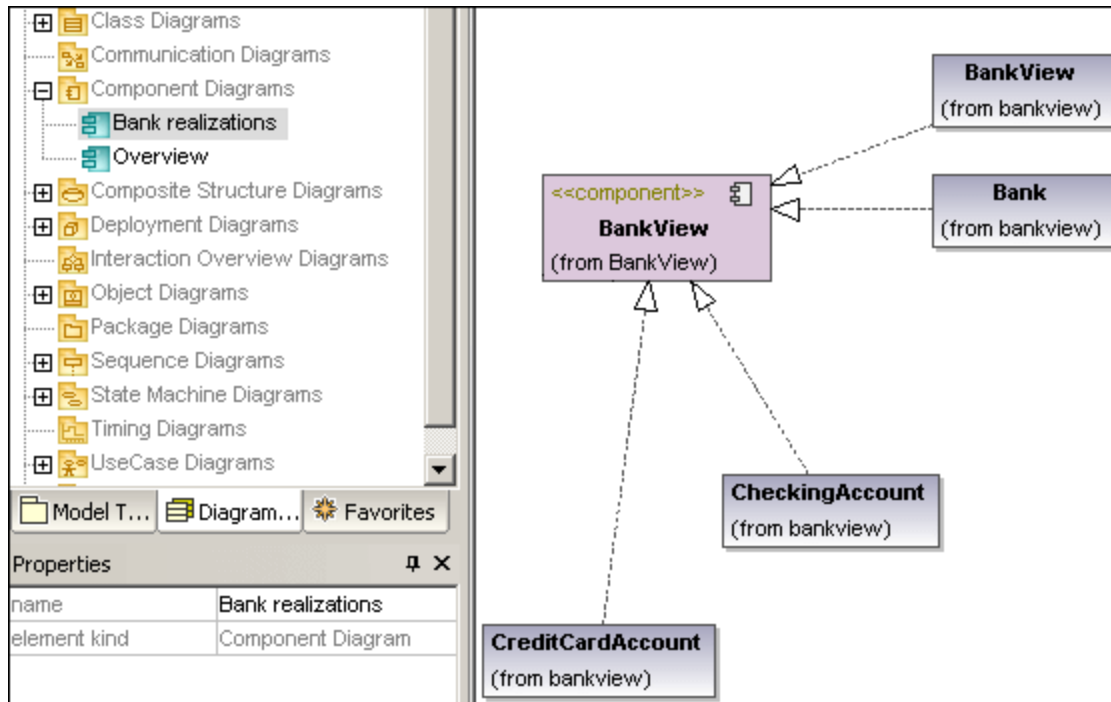 Class Diagrams
Communication Diagrams
Component Diagrams
Bank realizations
Overview
Composite Structure Diagrams
Deployment Diagrams
Interaction Overview Diagrams
Object Diagrams
Package Diagrams
Sequence Diagrams
State Machine Diagrams
Timing Diagrams
UseCase Diagrams
Model T... Diagram... Favorites
Properties
name Bank realizations
element kind Component Diagram
BankView
(from bankview)
<<component>>
BankView
(from BankView)
Bank
(from bankview)
CheckingAccount
(from bankview)
CreditCardAccount
(from bankview)